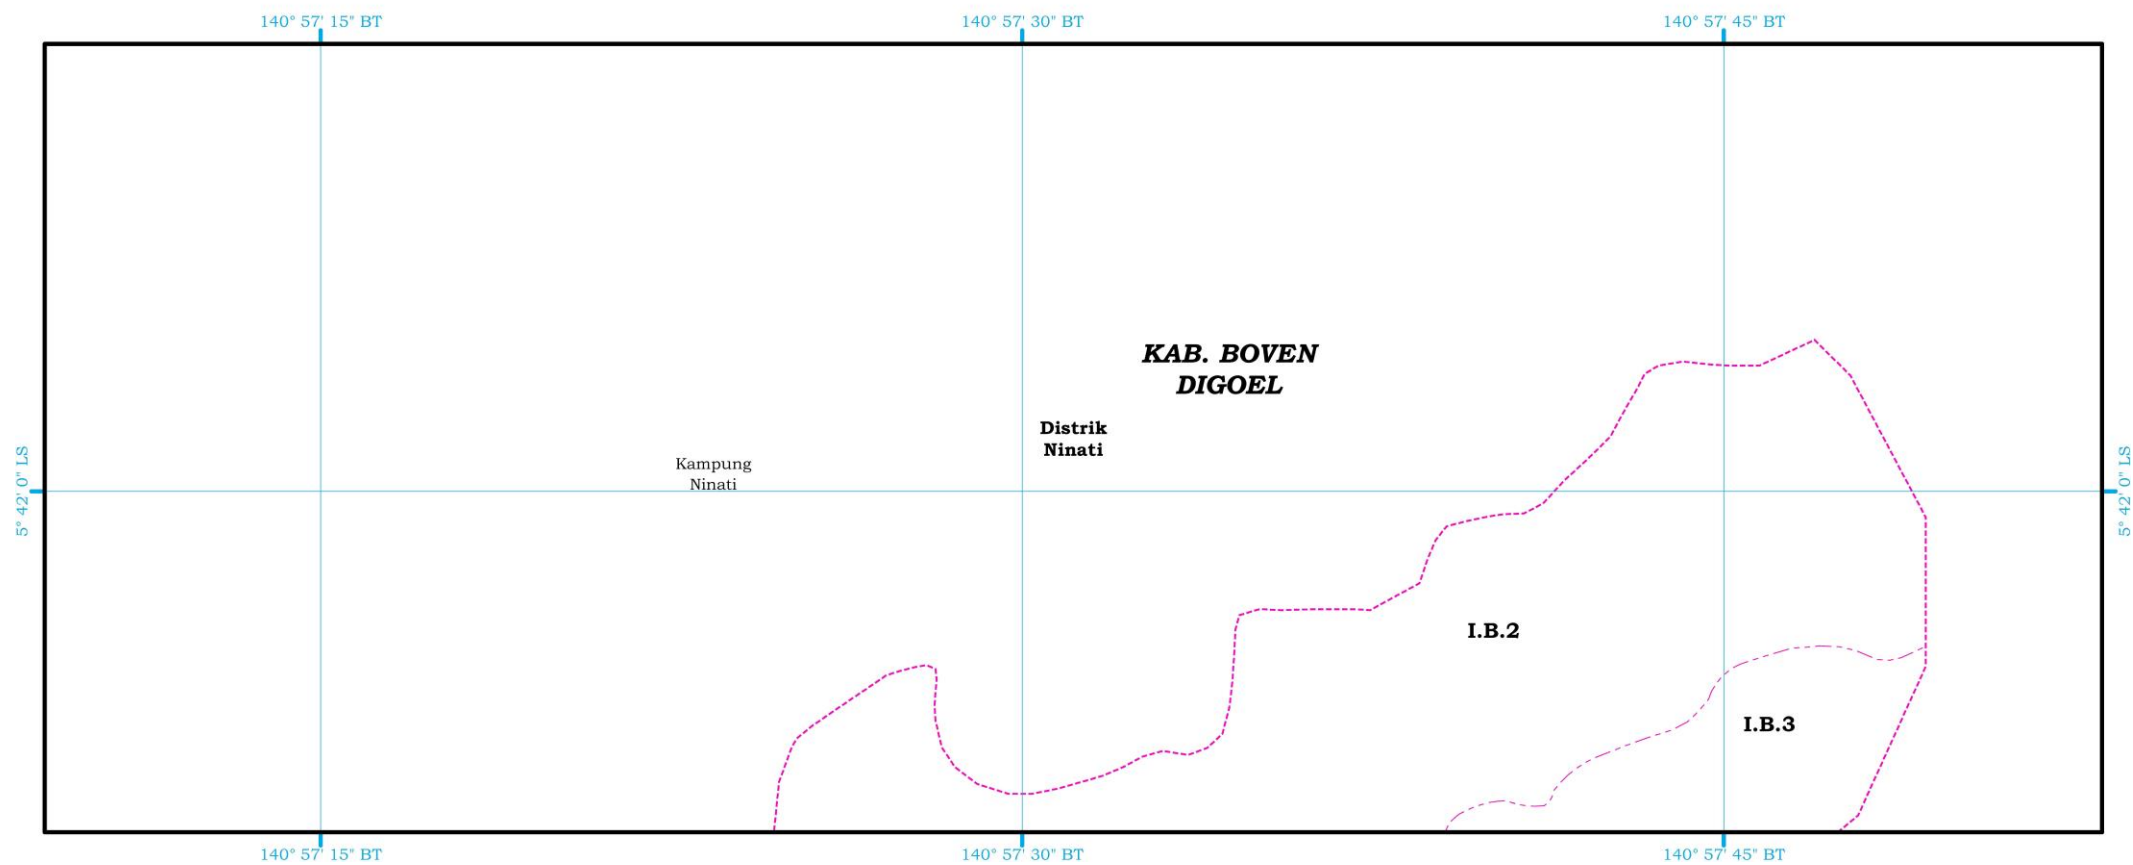 140° 57' 15" BT
140° 57' 30" BT
140° 57' 45" BT
KAB. BOVEN
DIGOEL
Distrik
Ninati
Kampung
Ninati
5° 42' 0" LS
5° 42' 0" LS
I.B.2
I.B.3
140° 57' 15" BT
140° 57' 30" BT
140° 57' 45" BT